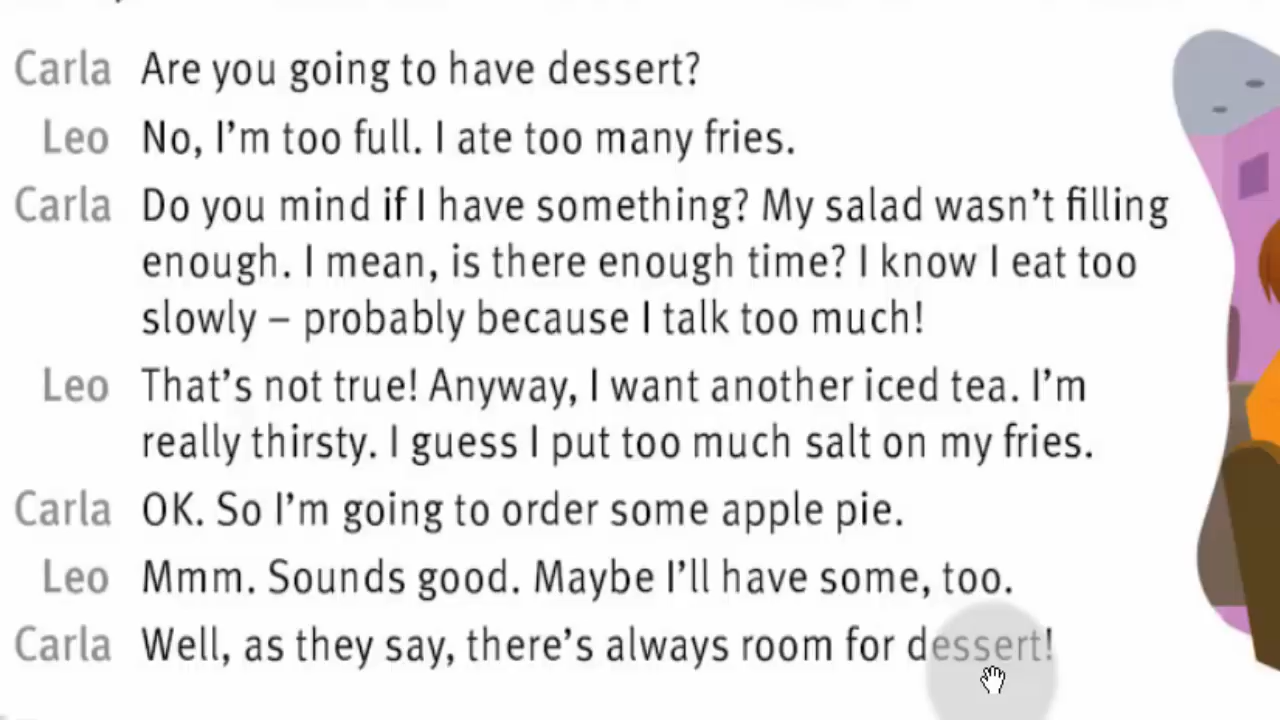 Carla Are you going to have dessert?
Leo No, I'm too full. I ate too many fries.
Carla Do you mind if I have something? My salad wasn't filling
enough. I mean, is there enough time? I know I eat too
slowly – probably because I talk too much!
Leo That's not true! Anyway, I want another iced tea. I'm
really thirsty. I guess I put too much salt on my fries.
Carla OK. So I'm going to order some apple pie.
Leo Mmm. Sounds good. Maybe I'll have some, too.
Carla Well, as they say, there's always room for dessert!